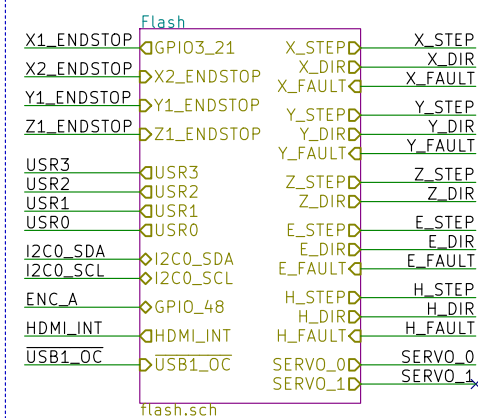 Flash
X1_ENDSTOP GPIO3_21 X_STEP X_STEP
X_DIR X_DIR
X2_ENDSTOP X2_ENDSTOP X_FAULT X_FAULT
Y1_ENDSTOP Y1_ENDSTOP Y_STEP Y_STEP
Z1_ENDSTOP Z1_ENDSTOP Y_DIR Y_DIR
Y_FAULT Y_FAULT
USR3 USR3 Z_STEP Z_STEP
USR2 USR2 Z_DIR Z_DIR
USR1 USR1
USR0 USR0 E_STEP E_STEP
E_DIR E_DIR
I2C0_SDA I2C0_SDA E_FAULT E_FAULT
I2C0_SCL I2C0_SCL
ENC_A GPIO_48 H_STEP H_STEP
H_DIR H_DIR
HDMI_INT HDMI_INT H_FAULT H_FAULT
USB1_OC USB1_OC SERVO_0 SERVO_0
SERVO_1 SERVO_1
flash.sch